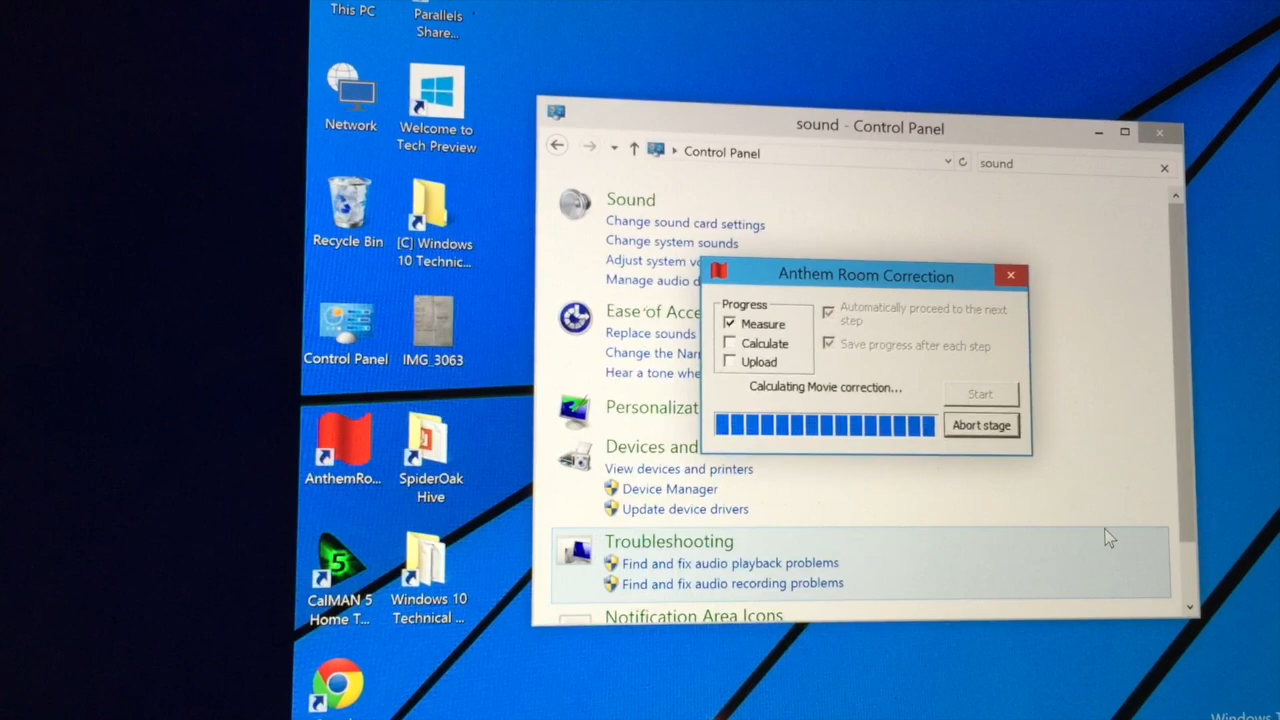 This PC
Parallels
Share...
Network
Welcome to
Tech Preview
Recycle Bin
[C] Windows
10 Technic...
Control Panel
IMG_3063
AnthemRo...
SpiderOak
Hive
CalMAN 5
Home T...
Windows 10
Technical ...
sound - Control Panel
Control Panel
sound
Sound
Change sound card settings
Change system sounds
Adjust system vo
Manage audio d
Ease of Acce
Replace sounds
Change the Nar
Hear a tone whe
Personalizat
Devices and
View devices and printers
Device Manager
Update device drivers
Troubleshooting
Find and fix audio playback problems
Find and fix audio recording problems
Notification Area Icons
Anthem Room Correction
Progress
Measure
Calculate
Upload
Automatically proceed to the next
step
Save progress after each step
Calculating Movie correction...
Start
Abort stage